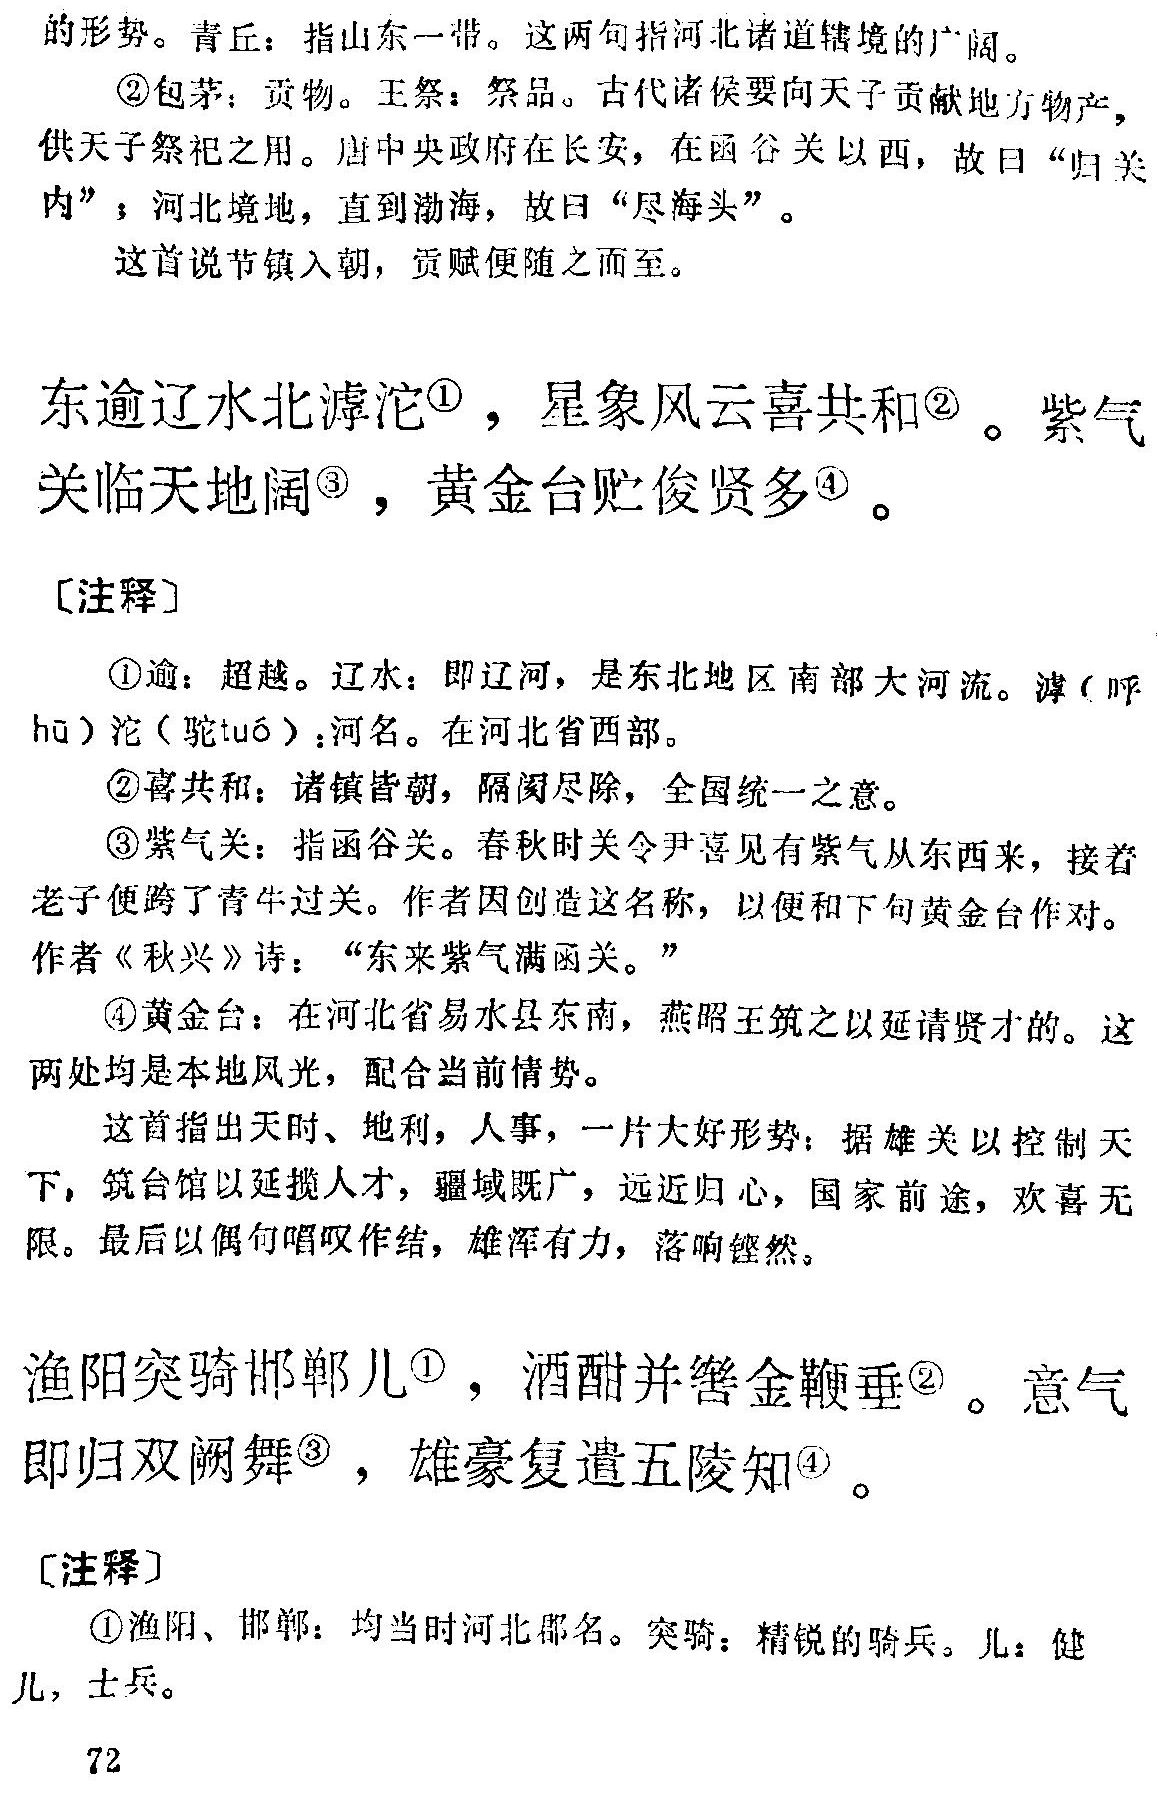 的形势。青丘：指山东一带。这两句指河北诸道辖境的广阔。
②包茅：贡物。王祭：祭品。古代诸侯要向天子贡献地方物产，
供天子祭祀之用。唐中央政府在长安，在函谷关以西，故曰“归关
内”；河北境地，直到渤海，故曰“尽海头”。
这首说节镇入朝，贡赋便随之而至。
东逾辽水北滹沱①，星象风云喜共和②。紫气
关临天地阔③，黄金台贮俊贤多④。
〔注释〕
①逾：超越。辽水：即辽河，是东北地区南部大河流。滹（呼
hū）沱（驼tuó）：河名。在河北省西部。
②喜共和：诸镇皆朝，隔阂尽除，全国统一之意。
③紫气关：指函谷关。春秋时关令尹喜见有紫气从东西来，接着
老子便跨了青牛过关。作者因创造这名称，以便和下句黄金台作对。
作者《秋兴》诗：“东来紫气满函关。”
④黄金台：在河北省易水县东南，燕昭王筑之以延请贤才的。这
两处均是本地风光，配合当前情势。
这首指出天时、地利，人事，一片大好形势：据雄关以控制天
下，筑台馆以延揽人才，疆域既广，远近归心，国家前途，欢喜无
限。最后以偶句唱叹作结，雄浑有力，落响铿然。
渔阳突骑邯郸儿①，酒酣并辔金鞭垂②。意气
即归双阙舞③，雄豪复遣五陵知④。
〔注释〕
①渔阳、邯郸：均当时河北郡名。突骑：精锐的骑兵。儿：健
儿，士兵。
72